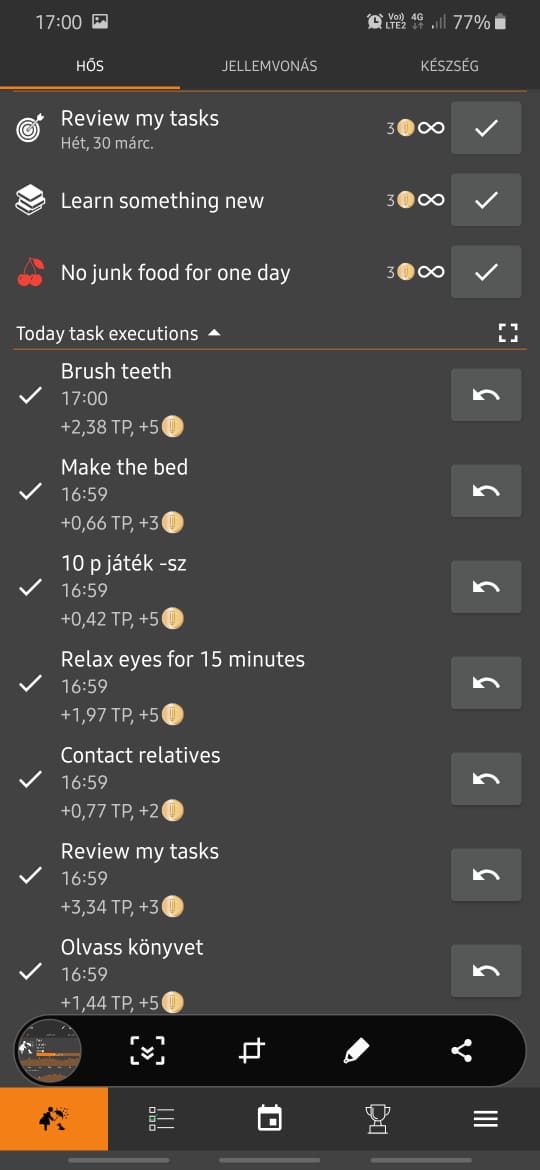 17:00 Vo)) LTE2 4G 77%
HŐS JELLEMVONÁS KÉSZSÉG
Review my tasks
Hét, 30 márc.
3
Learn something new
3
No junk food for one day
3
Today task executions
Brush teeth
17:00
+2,38 TP, +5
Make the bed
16:59
+0,66 TP, +3
10 p játék -sz
16:59
+0,42 TP, +5
Relax eyes for 15 minutes
16:59
+1,97 TP, +5
Contact relatives
16:59
+0,77 TP, +2
Review my tasks
16:59
+3,34 TP, +3
Olvass könyvet
16:59
+1,44 TP, +5